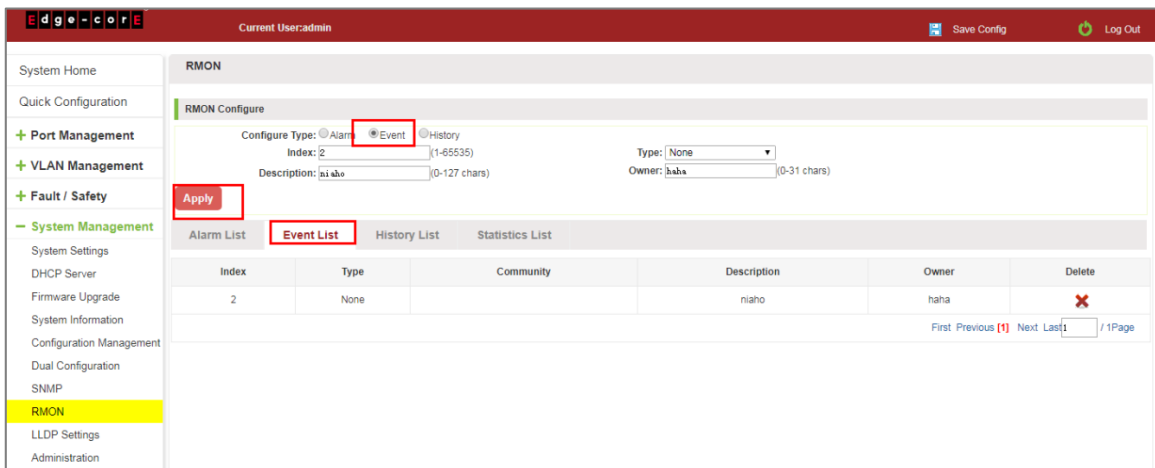 Edge-corE
Current User:admin
Save Config
Log Out
System Home
Quick Configuration
+ Port Management
+ VLAN Management
+ Fault / Safety
− System Management
System Settings
DHCP Server
Firmware Upgrade
System Information
Configuration Management
Dual Configuration
SNMP
RMON
LLDP Settings
Administration
RMON
RMON Configure
Configure Type: Alarm Event History
Index: 2 (1-65535) Type: None
Description: niaho (0-127 chars) Owner: haha (0-31 chars)
Apply
Alarm List Event List History List Statistics List
Index Type Community Description Owner Delete
2 None niaho haha
First Previous [1] Next Last 1 / 1Page